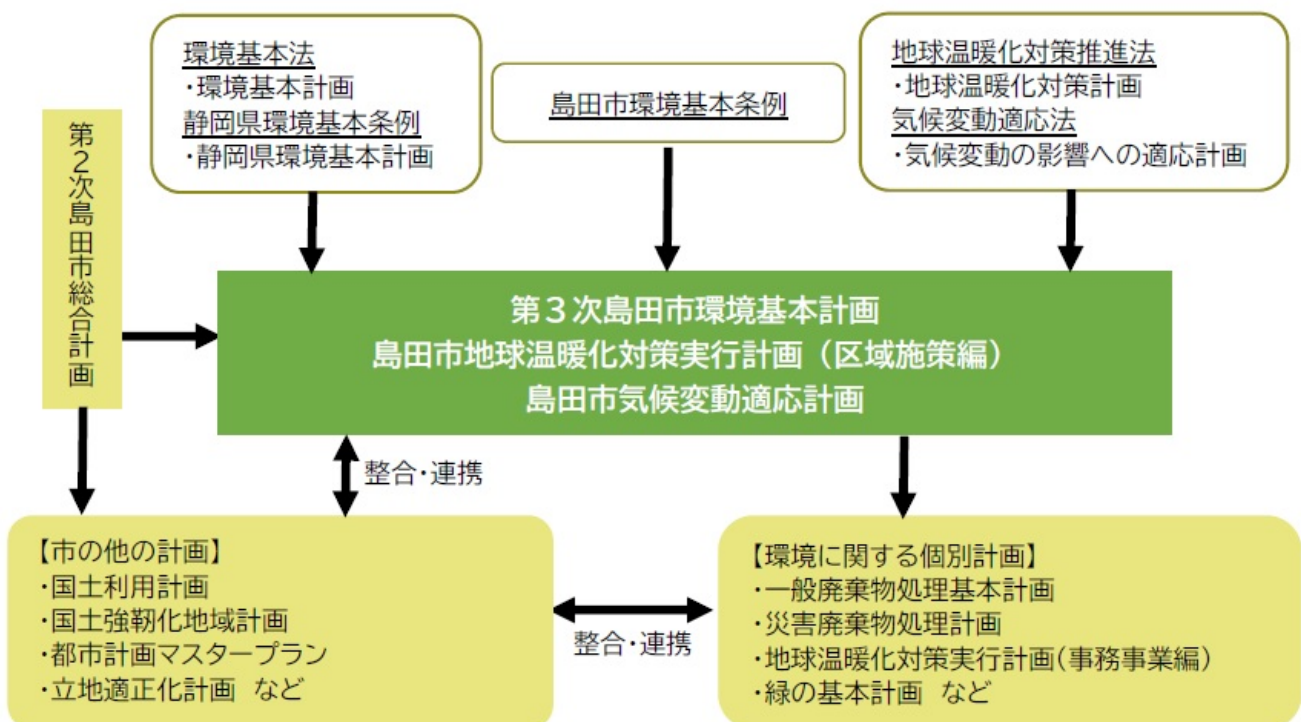 環境基本法
・環境基本計画
静岡県環境基本条例
・静岡県環境基本計画
島田市環境基本条例
地球温暖化対策推進法
・地球温暖化対策計画
気候変動適応法
・気候変動の影響への適応計画
第2次島田市総合計画
第3次島田市環境基本計画
島田市地球温暖化対策実行計画（区域施策編）
島田市気候変動適応計画
整合・連携
【市の他の計画】
・国土利用計画
・国土強靭化地域計画
・都市計画マスタープラン
・立地適正化計画　など
整合・連携
【環境に関する個別計画】
・一般廃棄物処理基本計画
・災害廃棄物処理計画
・地球温暖化対策実行計画(事務事業編)
・緑の基本計画　など